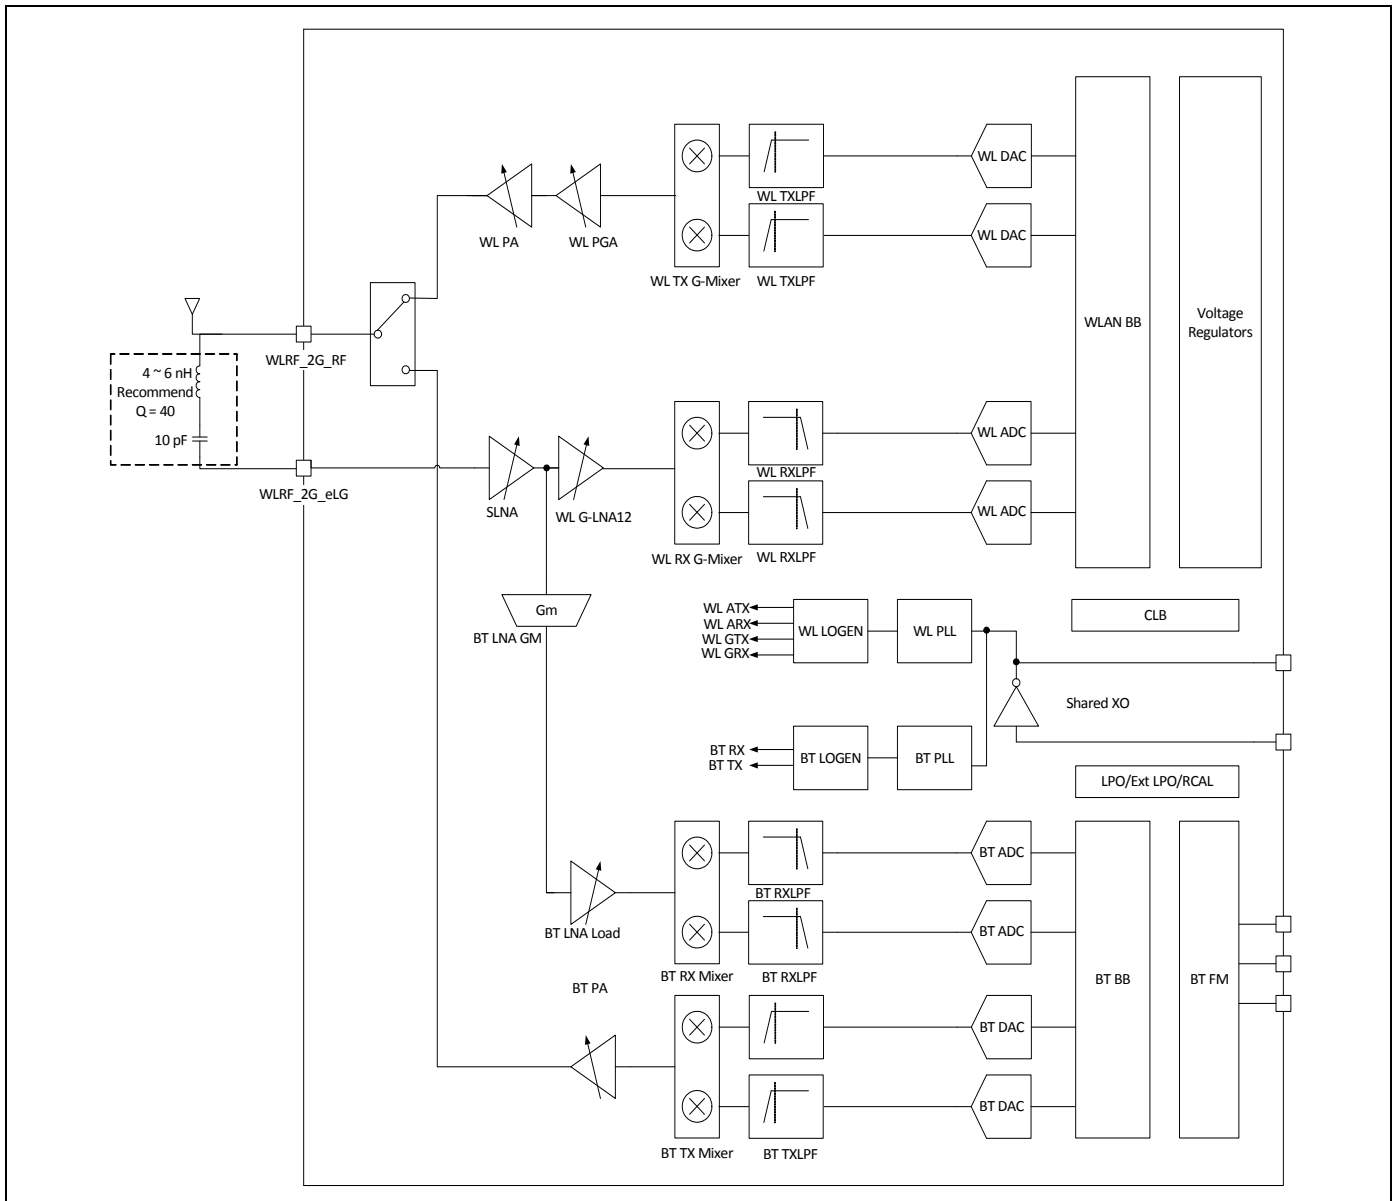 WL DAC
WL TXLPF
WL DAC
WL PA
WL PGA
WL TX G-Mixer
WL TXLPF
WLAN BB
Voltage
Regulators
WLRF_2G_RF
4 ~ 6 nH
Recommend
Q = 40
10 pF
WLRF_2G_eLG
SLNA
WL G-LNA12
WL ADC
WL RXLPF
WL ADC
WL RX G-Mixer
WL RXLPF
Gm
BT LNA GM
WL ATX
WL ARX
WL GTX
WL GRX
WL LOGEN
WL PLL
CLB
Shared XO
BT RX
BT TX
BT LOGEN
BT PLL
LPO/Ext LPO/RCAL
BT ADC
BT RXLPF
BT LNA Load
BT ADC
BT RX Mixer
BT RXLPF
BT BB
BT FM
BT PA
BT DAC
BT DAC
BT TX Mixer
BT TXLPF